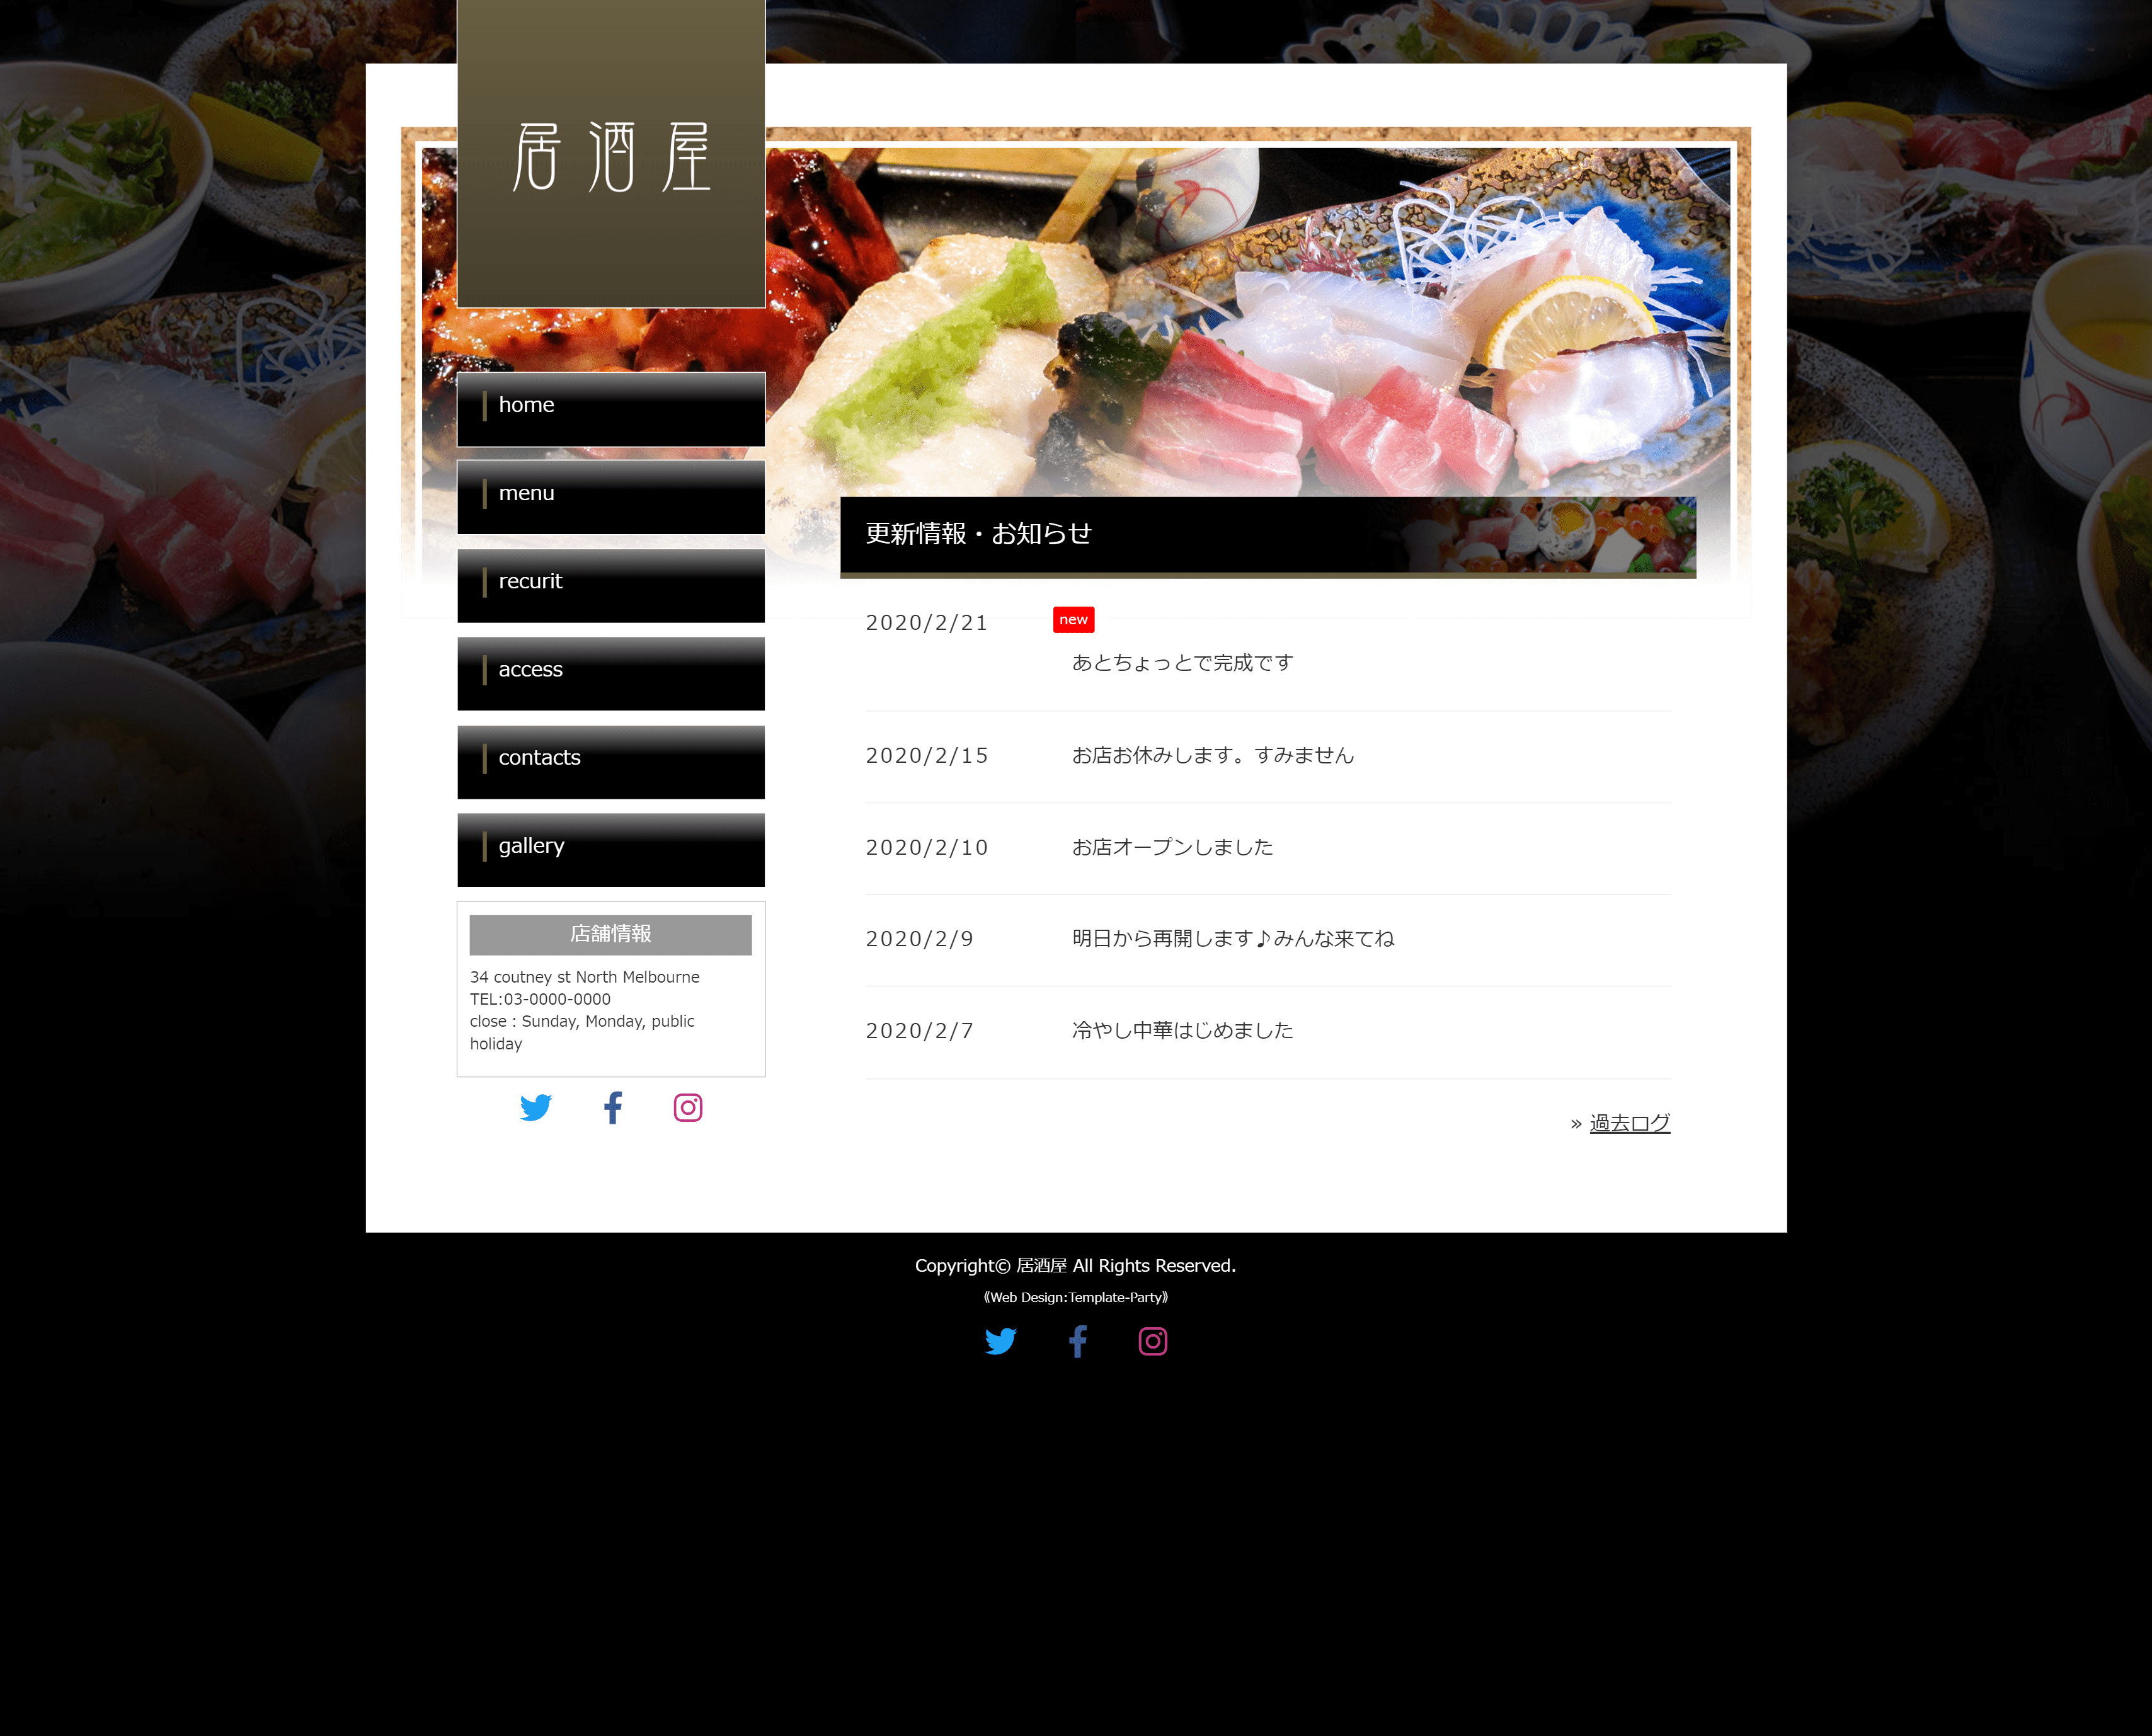 居酒屋
home
menu
recurit
access
contacts
gallery
店舗情報
34 coutney st North Melbourne
TEL:03-0000-0000
close : Sunday, Monday, public
holiday
更新情報・お知らせ
2020/2/21 new
あとちょっとで完成です
2020/2/15 お店お休みします。すみません
2020/2/10 お店オープンしました
2020/2/9 明日から再開します♪みんな来てね
2020/2/7 冷やし中華はじめました
» 過去ログ
Copyright© 居酒屋 All Rights Reserved.
《Web Design:Template-Party》